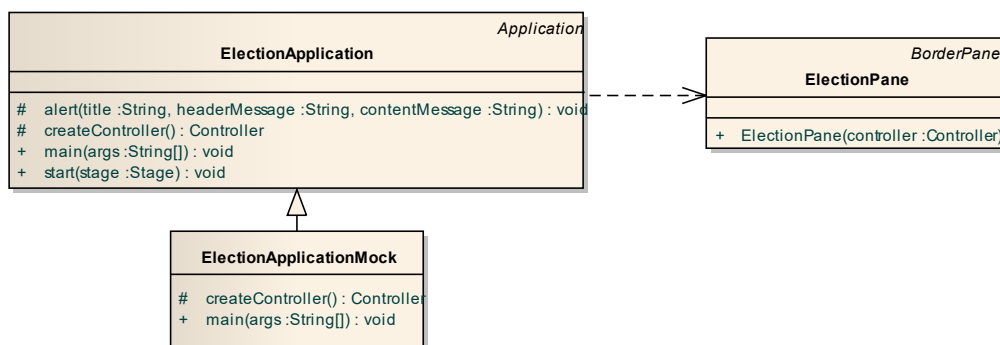 Application
ElectionApplication
# alert(title :String, headerMessage :String, contentMessage :String) : void
# createController() : Controller
+ main(args :String[]) : void
+ start(stage :Stage) : void
BorderPane
ElectionPane
+ ElectionPane(controller :Controller)
ElectionApplicationMock
# createController() : Controller
+ main(args :String[]) : void